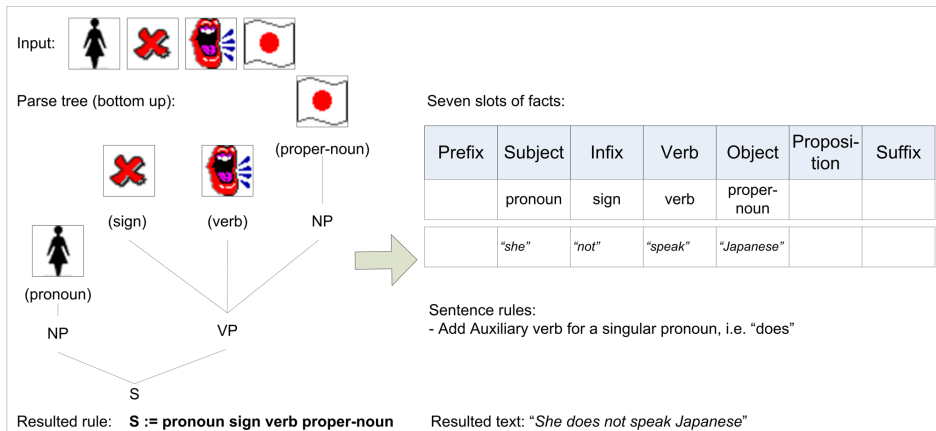 Input:
Parse tree (bottom up):
(proper-noun)
(sign)
(verb)
NP
(pronoun)
NP
VP
S
Resulted rule: S := pronoun sign verb proper-noun
Seven slots of facts:
Prefix Subject Infix Verb Object Proposi-
tion Suffix
pronoun sign verb proper-
noun
“she” “not” “speak” “Japanese”
Sentence rules:
- Add Auxiliary verb for a singular pronoun, i.e. “does”
Resulted text: “She does not speak Japanese”